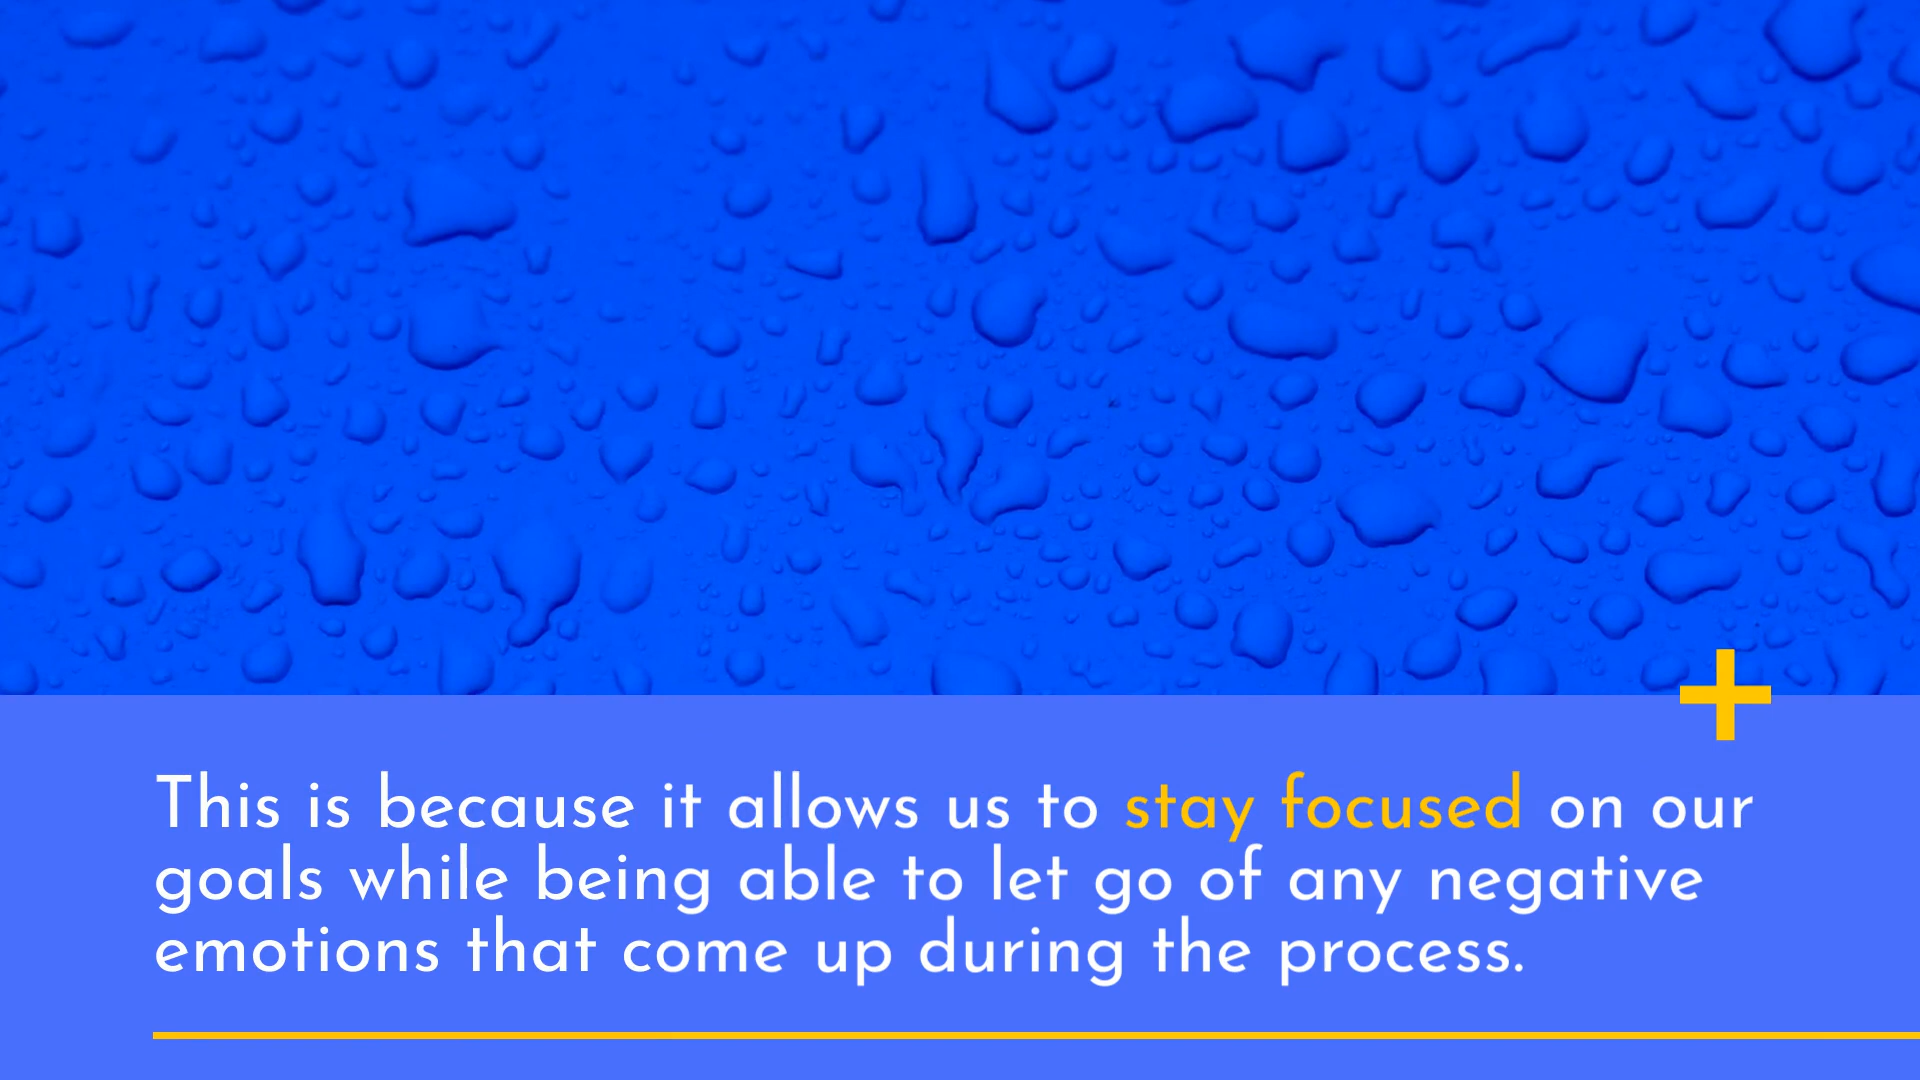 This is because it allows us to stay focused on our
goals while being able to let go of any negative
emotions that come up during the process.